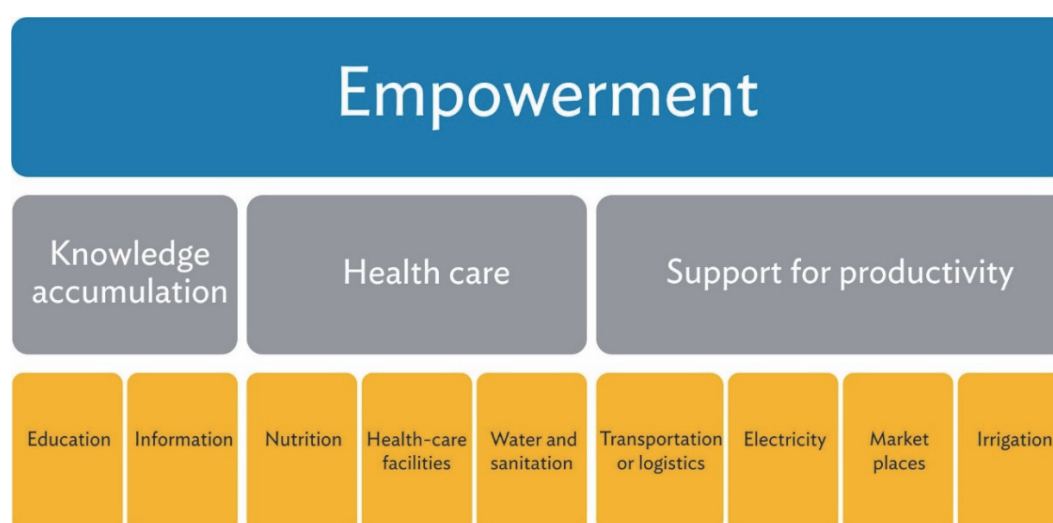 Empowerment
Knowledge
accumulation
Health care
Support for productivity
Education
Information
Nutrition
Health-care
facilities
Water and
sanitation
Transportation
or logistics
Electricity
Market
places
Irrigation